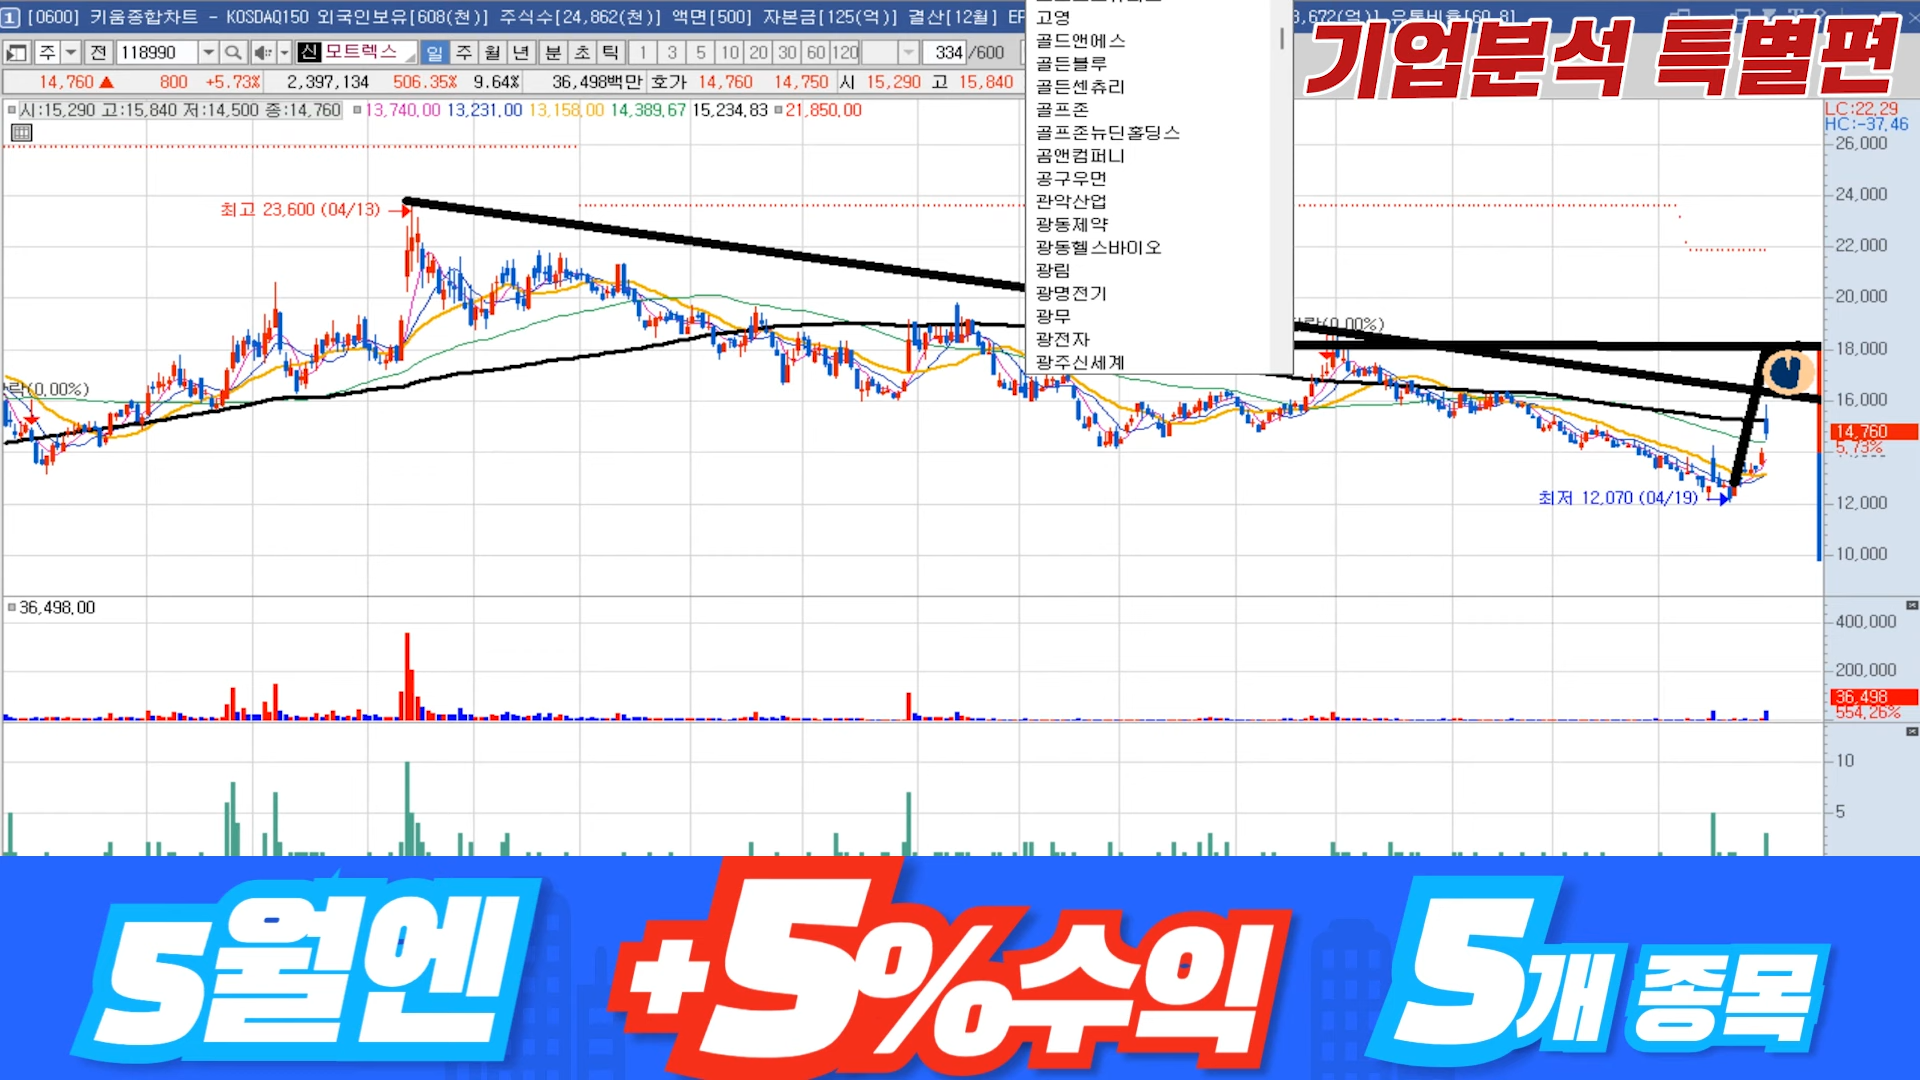 1 [0600] 키움종합차트 - KOSDAQ150 외국인보유[608(천)] 주식수[24,862(천)] 액면[500] 자본금[125(억)] 결산[12월]
기업분석 특별편
주 전 118990 신 모트렉스 일 주 월 년 분 초 틱 1 3 5 10 20 30 60 120 334 /600
14,760 ▲ 800 +5.73% 2,397,134 506.35% 9.64% 36,498백만 호가 14,760 14,750 시 15,290 고 15,840
시:15,290 고:15,840 저:14,500 종:14,760 13,740.00 13,231.00 13,158.00 14,389.67 15,234.83 21,850.00
고영
골드앤에스
골든블루
골든센츄리
골프존
골프존뉴딘홀딩스
곰앤컴퍼니
공구우먼
관악산업
광동제약
광동헬스바이오
광림
광명전기
광무
광전자
광주신세계
LC:22.29
HC:-37.46
26,000
24,000
22,000
20,000
18,000
16,000
14,760
5.73%
12,000
10,000
최고 23,600 (04/13)
락(0.00%)
(0.00%)
최저 12,070 (04/19)
36,498.00
400,000
200,000
36,498
554.26%
10
5
5월엔 +5%수익 5개 종목